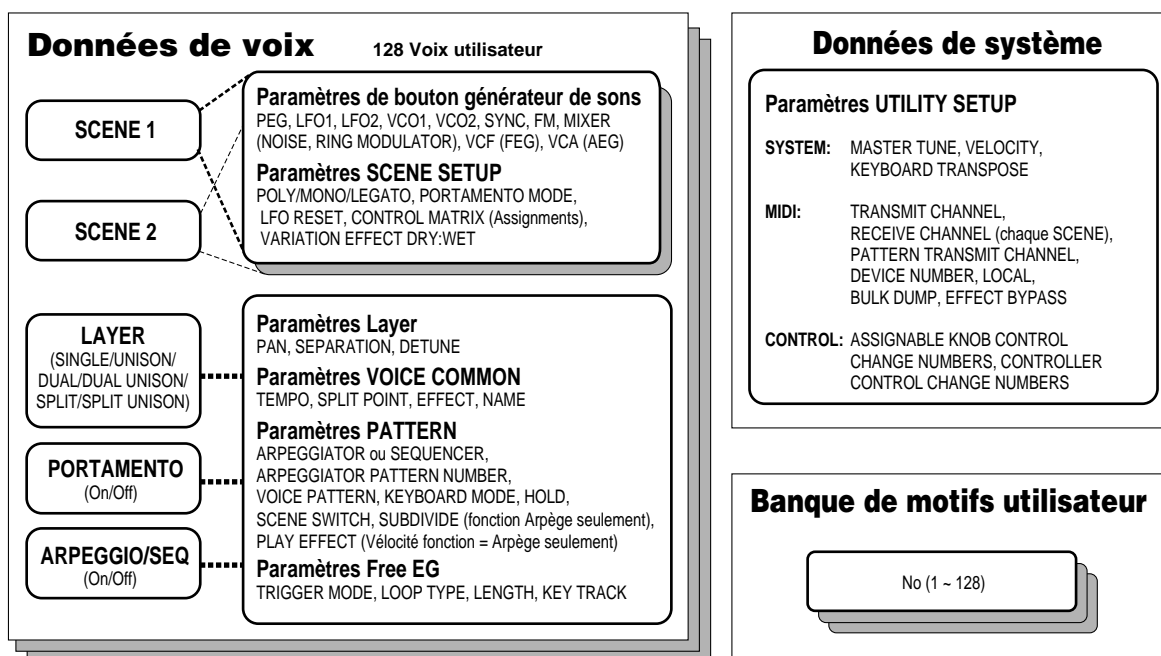 Données de voix 128 Voix utilisateur
SCENE 1
SCENE 2
Paramètres de bouton générateur de sons
PEG, LFO1, LFO2, VCO1, VCO2, SYNC, FM, MIXER
(NOISE, RING MODULATOR), VCF (FEG), VCA (AEG)
Paramètres SCENE SETUP
POLY/MONO/LEGATO, PORTAMENTO MODE,
LFO RESET, CONTROL MATRIX (Assignments),
VARIATION EFFECT DRY:WET
LAYER
(SINGLE/UNISON/
DUAL/DUAL UNISON/
SPLIT/SPLIT UNISON)
PORTAMENTO
(On/Off)
ARPEGGIO/SEQ
(On/Off)
Paramètres Layer
PAN, SEPARATION, DETUNE
Paramètres VOICE COMMON
TEMPO, SPLIT POINT, EFFECT, NAME
Paramètres PATTERN
ARPEGGIATOR ou SEQUENCER,
ARPEGGIATOR PATTERN NUMBER,
VOICE PATTERN, KEYBOARD MODE, HOLD,
SCENE SWITCH, SUBDIVIDE (fonction Arpège seulement),
PLAY EFFECT (Vélocité fonction = Arpège seulement)
Paramètres Free EG
TRIGGER MODE, LOOP TYPE, LENGTH, KEY TRACK
Données de système
Paramètres UTILITY SETUP
SYSTEM: MASTER TUNE, VELOCITY,
KEYBOARD TRANSPOSE
MIDI: TRANSMIT CHANNEL,
RECEIVE CHANNEL (chaque SCENE),
PATTERN TRANSMIT CHANNEL,
DEVICE NUMBER, LOCAL,
BULK DUMP, EFFECT BYPASS
CONTROL: ASSIGNABLE KNOB CONTROL
CHANGE NUMBERS, CONTROLLER
CONTROL CHANGE NUMBERS
Banque de motifs utilisateur
No (1 ~ 128)